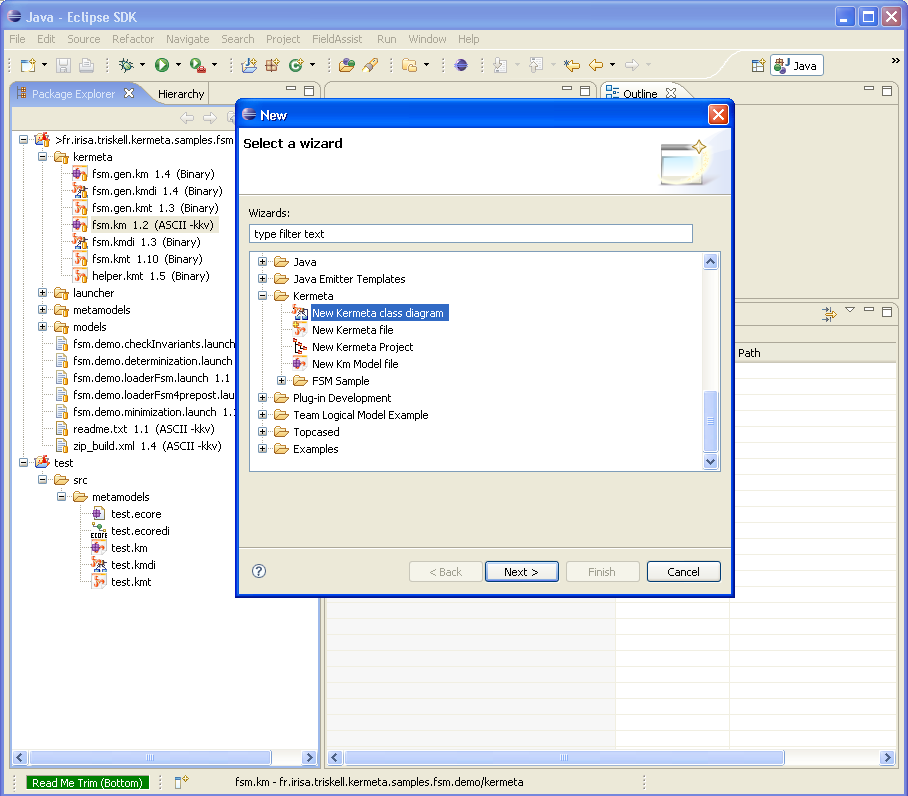 Java - Eclipse SDK
File Edit Source Refactor Navigate Search Project FieldAssist Run Window Help
Java
Package Explorer Hierarchy
Outline
>fr.irisa.triskell.kermeta.samples.fsm
kermeta
fsm.gen.km 1.4 (Binary)
fsm.gen.kmdi 1.4 (Binary)
fsm.gen.kmt 1.3 (Binary)
fsm.km 1.2 (ASCII -kkv)
fsm.kmdi 1.3 (Binary)
fsm.kmt 1.10 (Binary)
helper.kmt 1.5 (Binary)
launcher
metamodels
models
fsm.demo.checkInvariants.launch
fsm.demo.determinization.launch
fsm.demo.loaderFsm.launch 1.1
fsm.demo.loaderFsm4prepost.lau
fsm.demo.minimization.launch 1.
readme.txt 1.1 (ASCII -kkv)
zip_build.xml 1.4 (ASCII -kkv)
test
src
metamodels
test.ecore
test.ecoredi
test.km
test.kmdi
test.kmt
New
Select a wizard
Wizards:
type filter text
Java
Java Emitter Templates
Kermeta
New Kermeta class diagram
New Kermeta file
New Kermeta Project
New Km Model file
FSM Sample
Plug-in Development
Team Logical Model Example
Topcased
Examples
< Back Next > Finish Cancel
Path
Read Me Trim (Bottom)
fsm.km - fr.irisa.triskell.kermeta.samples.fsm.demo/kermeta